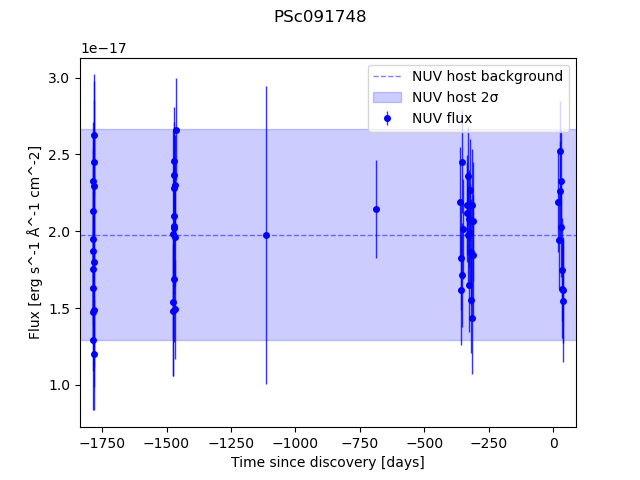 PSc091748
1e−17
NUV host background
NUV host 2σ
NUV flux
3.0
2.5
2.0
1.5
1.0
Flux [erg s^-1 Å^-1 cm^-2]
−1750 −1500 −1250 −1000 −750 −500 −250 0
Time since discovery [days]